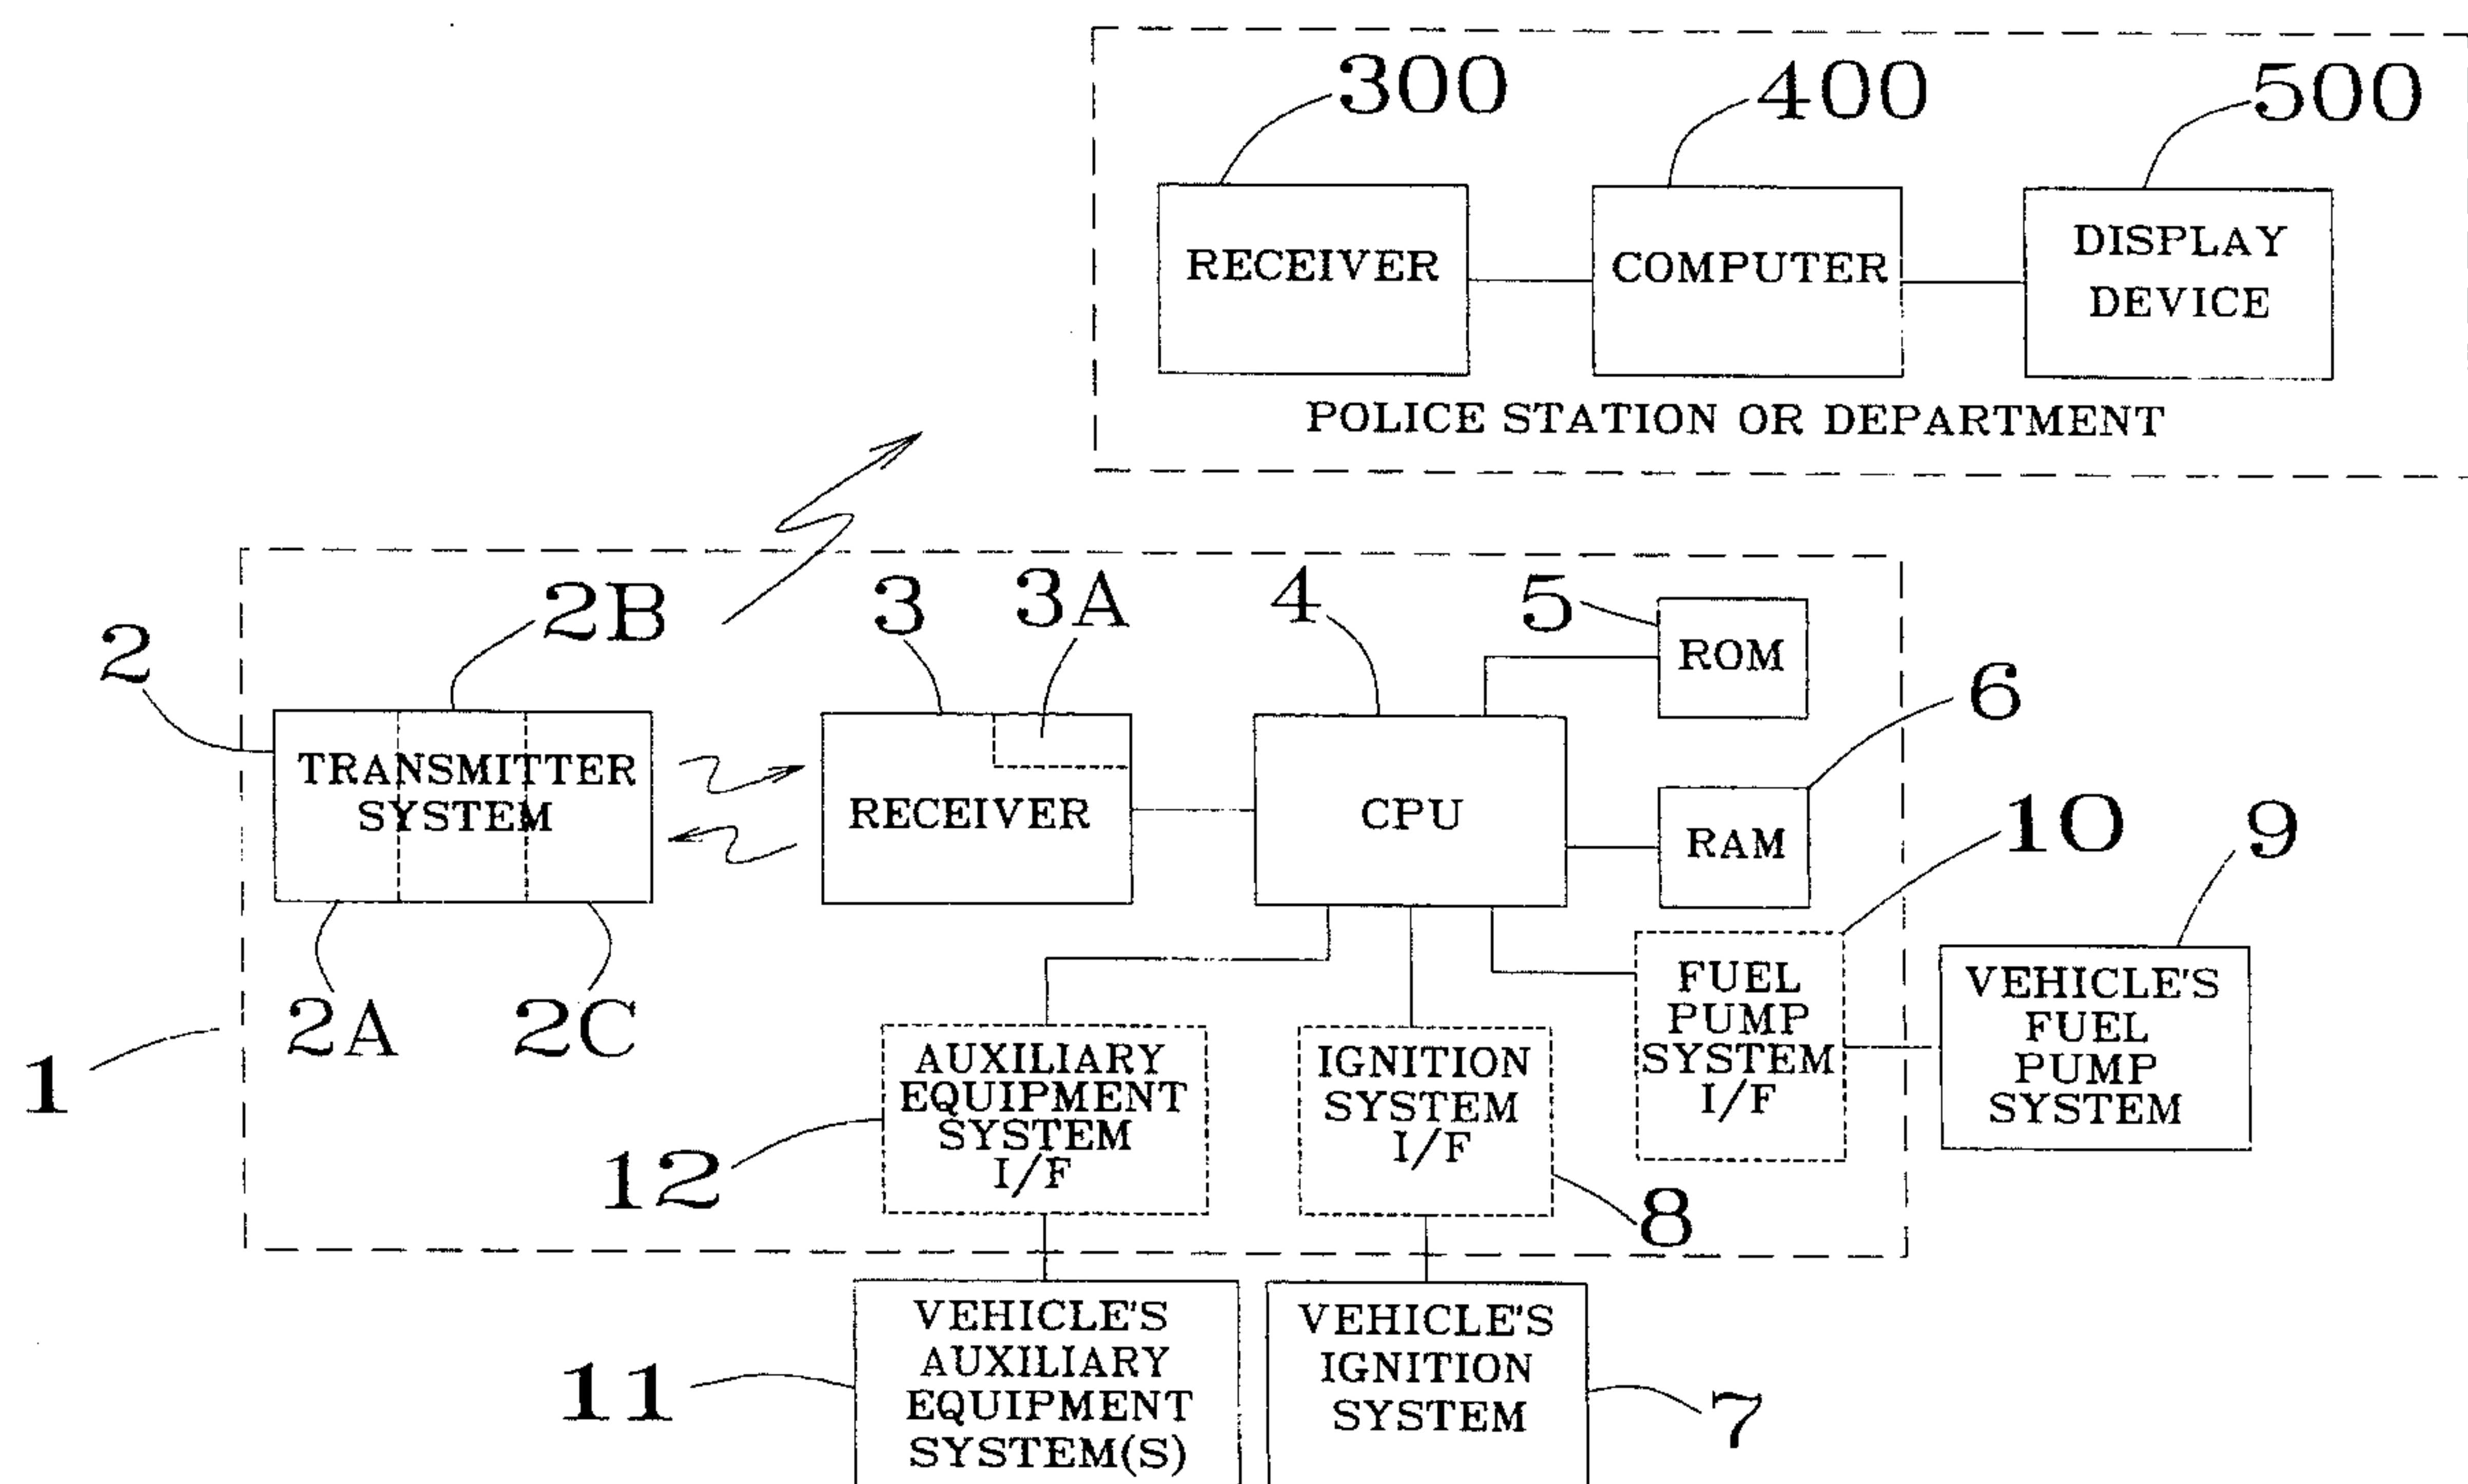 300
400
500
RECEIVER
COMPUTER
DISPLAY
DEVICE
POLICE STATION OR DEPARTMENT
2
2B
3
3A
4
5
ROM
6
TRANSMITTER
SYSTEM
RECEIVER
CPU
RAM
10
9
2A
2C
1
12
AUXILIARY
EQUIPMENT
SYSTEM
I/F
IGNITION
SYSTEM
I/F
8
FUEL
PUMP
SYSTEM
I/F
VEHICLE'S
FUEL
PUMP
SYSTEM
11
VEHICLE'S
AUXILIARY
EQUIPMENT
SYSTEM(S)
VEHICLE'S
IGNITION
SYSTEM
7